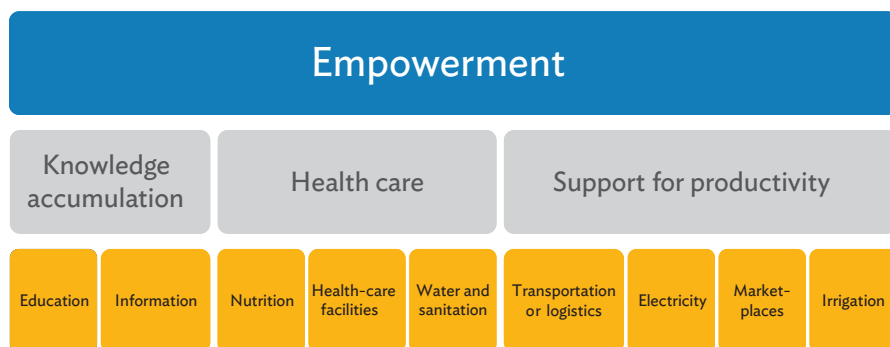 Empowerment
Knowledge
accumulation
Health care
Support for productivity
Education
Information
Nutrition
Health-care
facilities
Water and
sanitation
Transportation
or logistics
Electricity
Market-
places
Irrigation